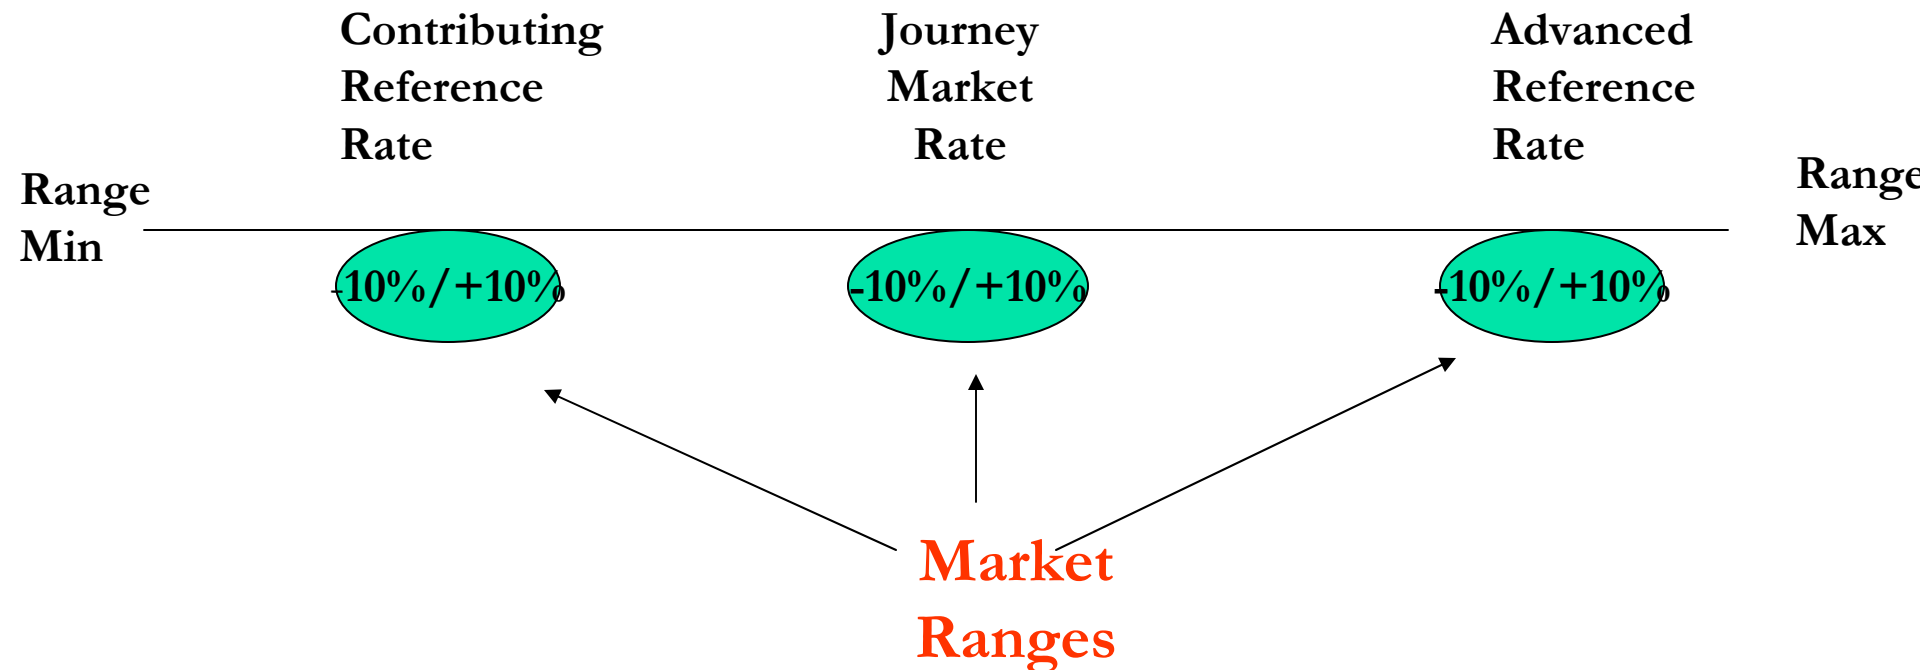 Contributing
Reference
Rate
Journey
Market
Rate
Advanced
Reference
Rate
Range
Min
Range
Max
-10%/+10%
-10%/+10%
-10%/+10%
Market
Ranges